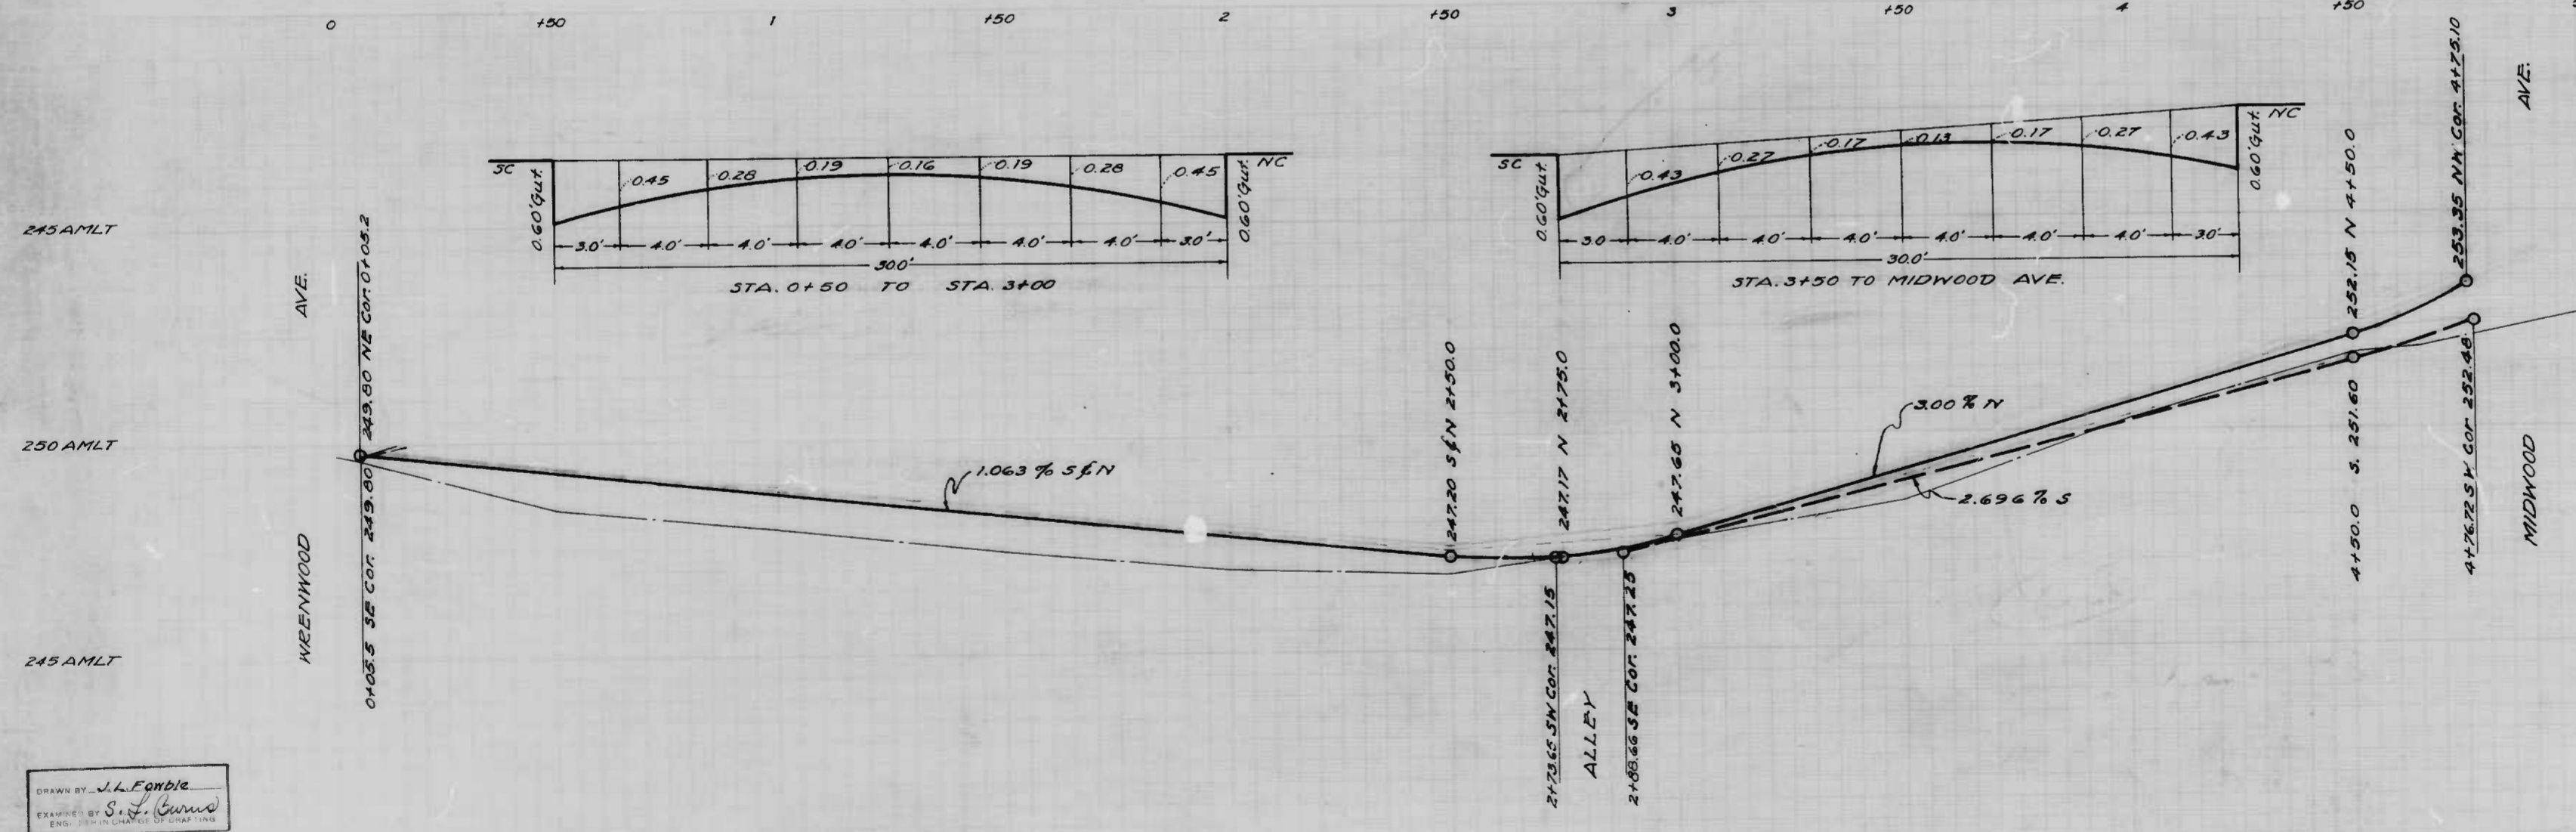 0 +50 1 +50 2 +50 3 +50 4 +50
SC 0.45 0.28 0.19 0.16 0.19 0.28 0.45 NC
0.60' Gut. 0.60' Gut.
3.0' 4.0' 4.0' 4.0' 4.0' 4.0' 4.0' 3.0'
30.0'
STA. 0+50 TO STA. 3+00
SC 0.43 0.27 0.17 0.13 0.17 0.27 0.43 NC
0.60' Gut. 0.60' Gut.
3.0 4.0' 4.0' 4.0' 4.0' 4.0' 4.0' 3.0'
30.0'
STA. 3+50 TO MIDWOOD AVE.
245 AMLT
250 AMLT
245 AMLT
WRENWOOD AVE.
249.80 NE Cor. 0+05.2
0+05.5 SE Cor. 249.80
1.063 % S & N
247.20 S & N 2+50.0
247.17 N 2+75.0
247.65 N 3+00.0
2+73.65 SW Cor. 247.15
ALLEY
2+88.66 SE Cor. 247.25
3.00 % N
2.696 % S
252.15 N 4+50.0
4+50.0 S. 251.60
253.35 NW Cor. 4+75.10
4+76.72 SW Cor 252.48
MIDWOOD AVE.
DRAWN BY J.L. Fowble
EXAMINED BY S. L. Burns
ENGINEER IN CHARGE OF DRAFTING